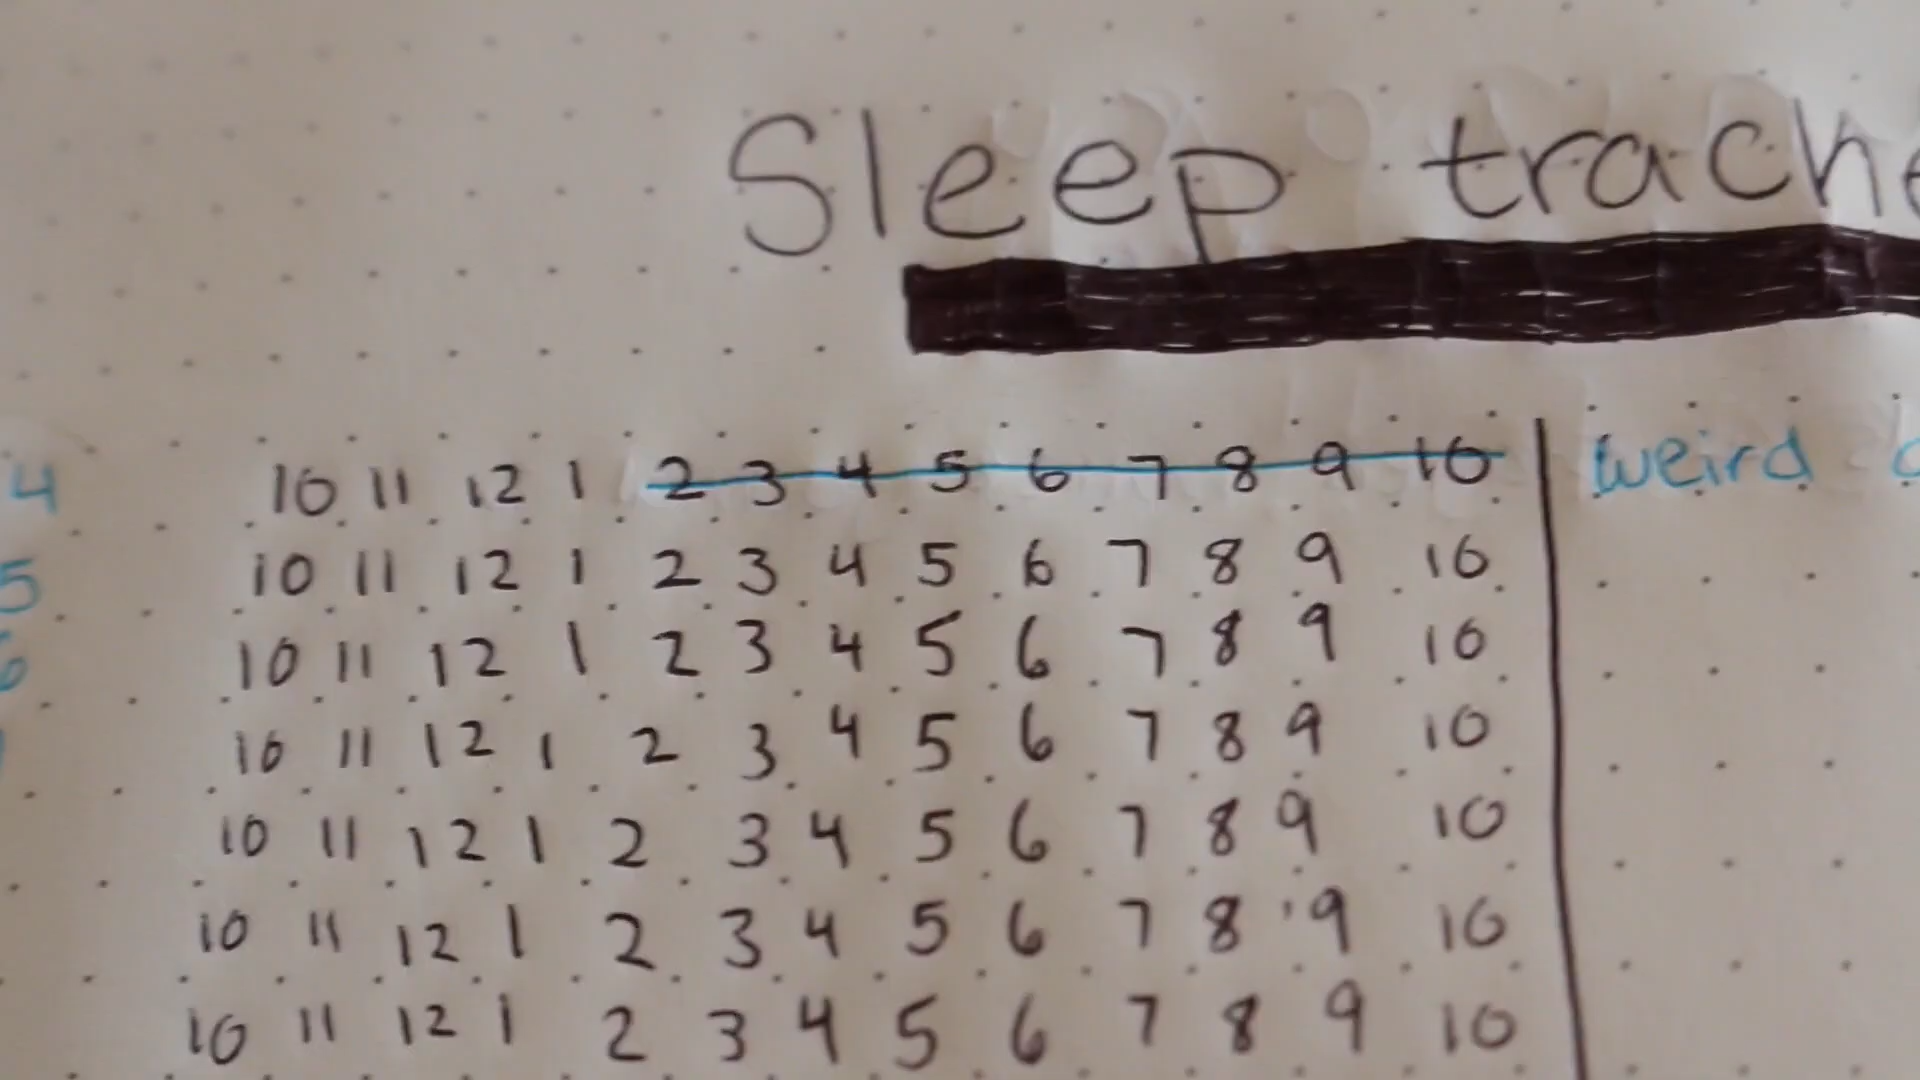 Sleep trache
4 10 11 12 1 2 3 4 5 6 7 8 9 10 weird
5 10 11 12 1 2 3 4 5 6 7 8 9 10
6 10 11 12 1 2 3 4 5 6 7 8 9 10
10 11 12 1 2 3 4 5 6 7 8 9 10
10 11 12 1 2 3 4 5 6 7 8 9 10
10 11 12 1 2 3 4 5 6 7 8 9 10
10 11 12 1 2 3 4 5 6 7 8 9 10